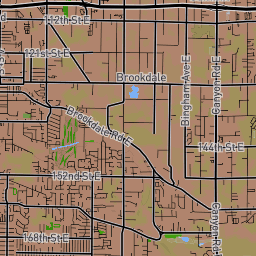 112th St E
121st St E
Brookdale
Bingham Ave E
Canyon Rd E
Brookdale Rd E
144th St E
152nd St E
Canyon Rd
168th St E